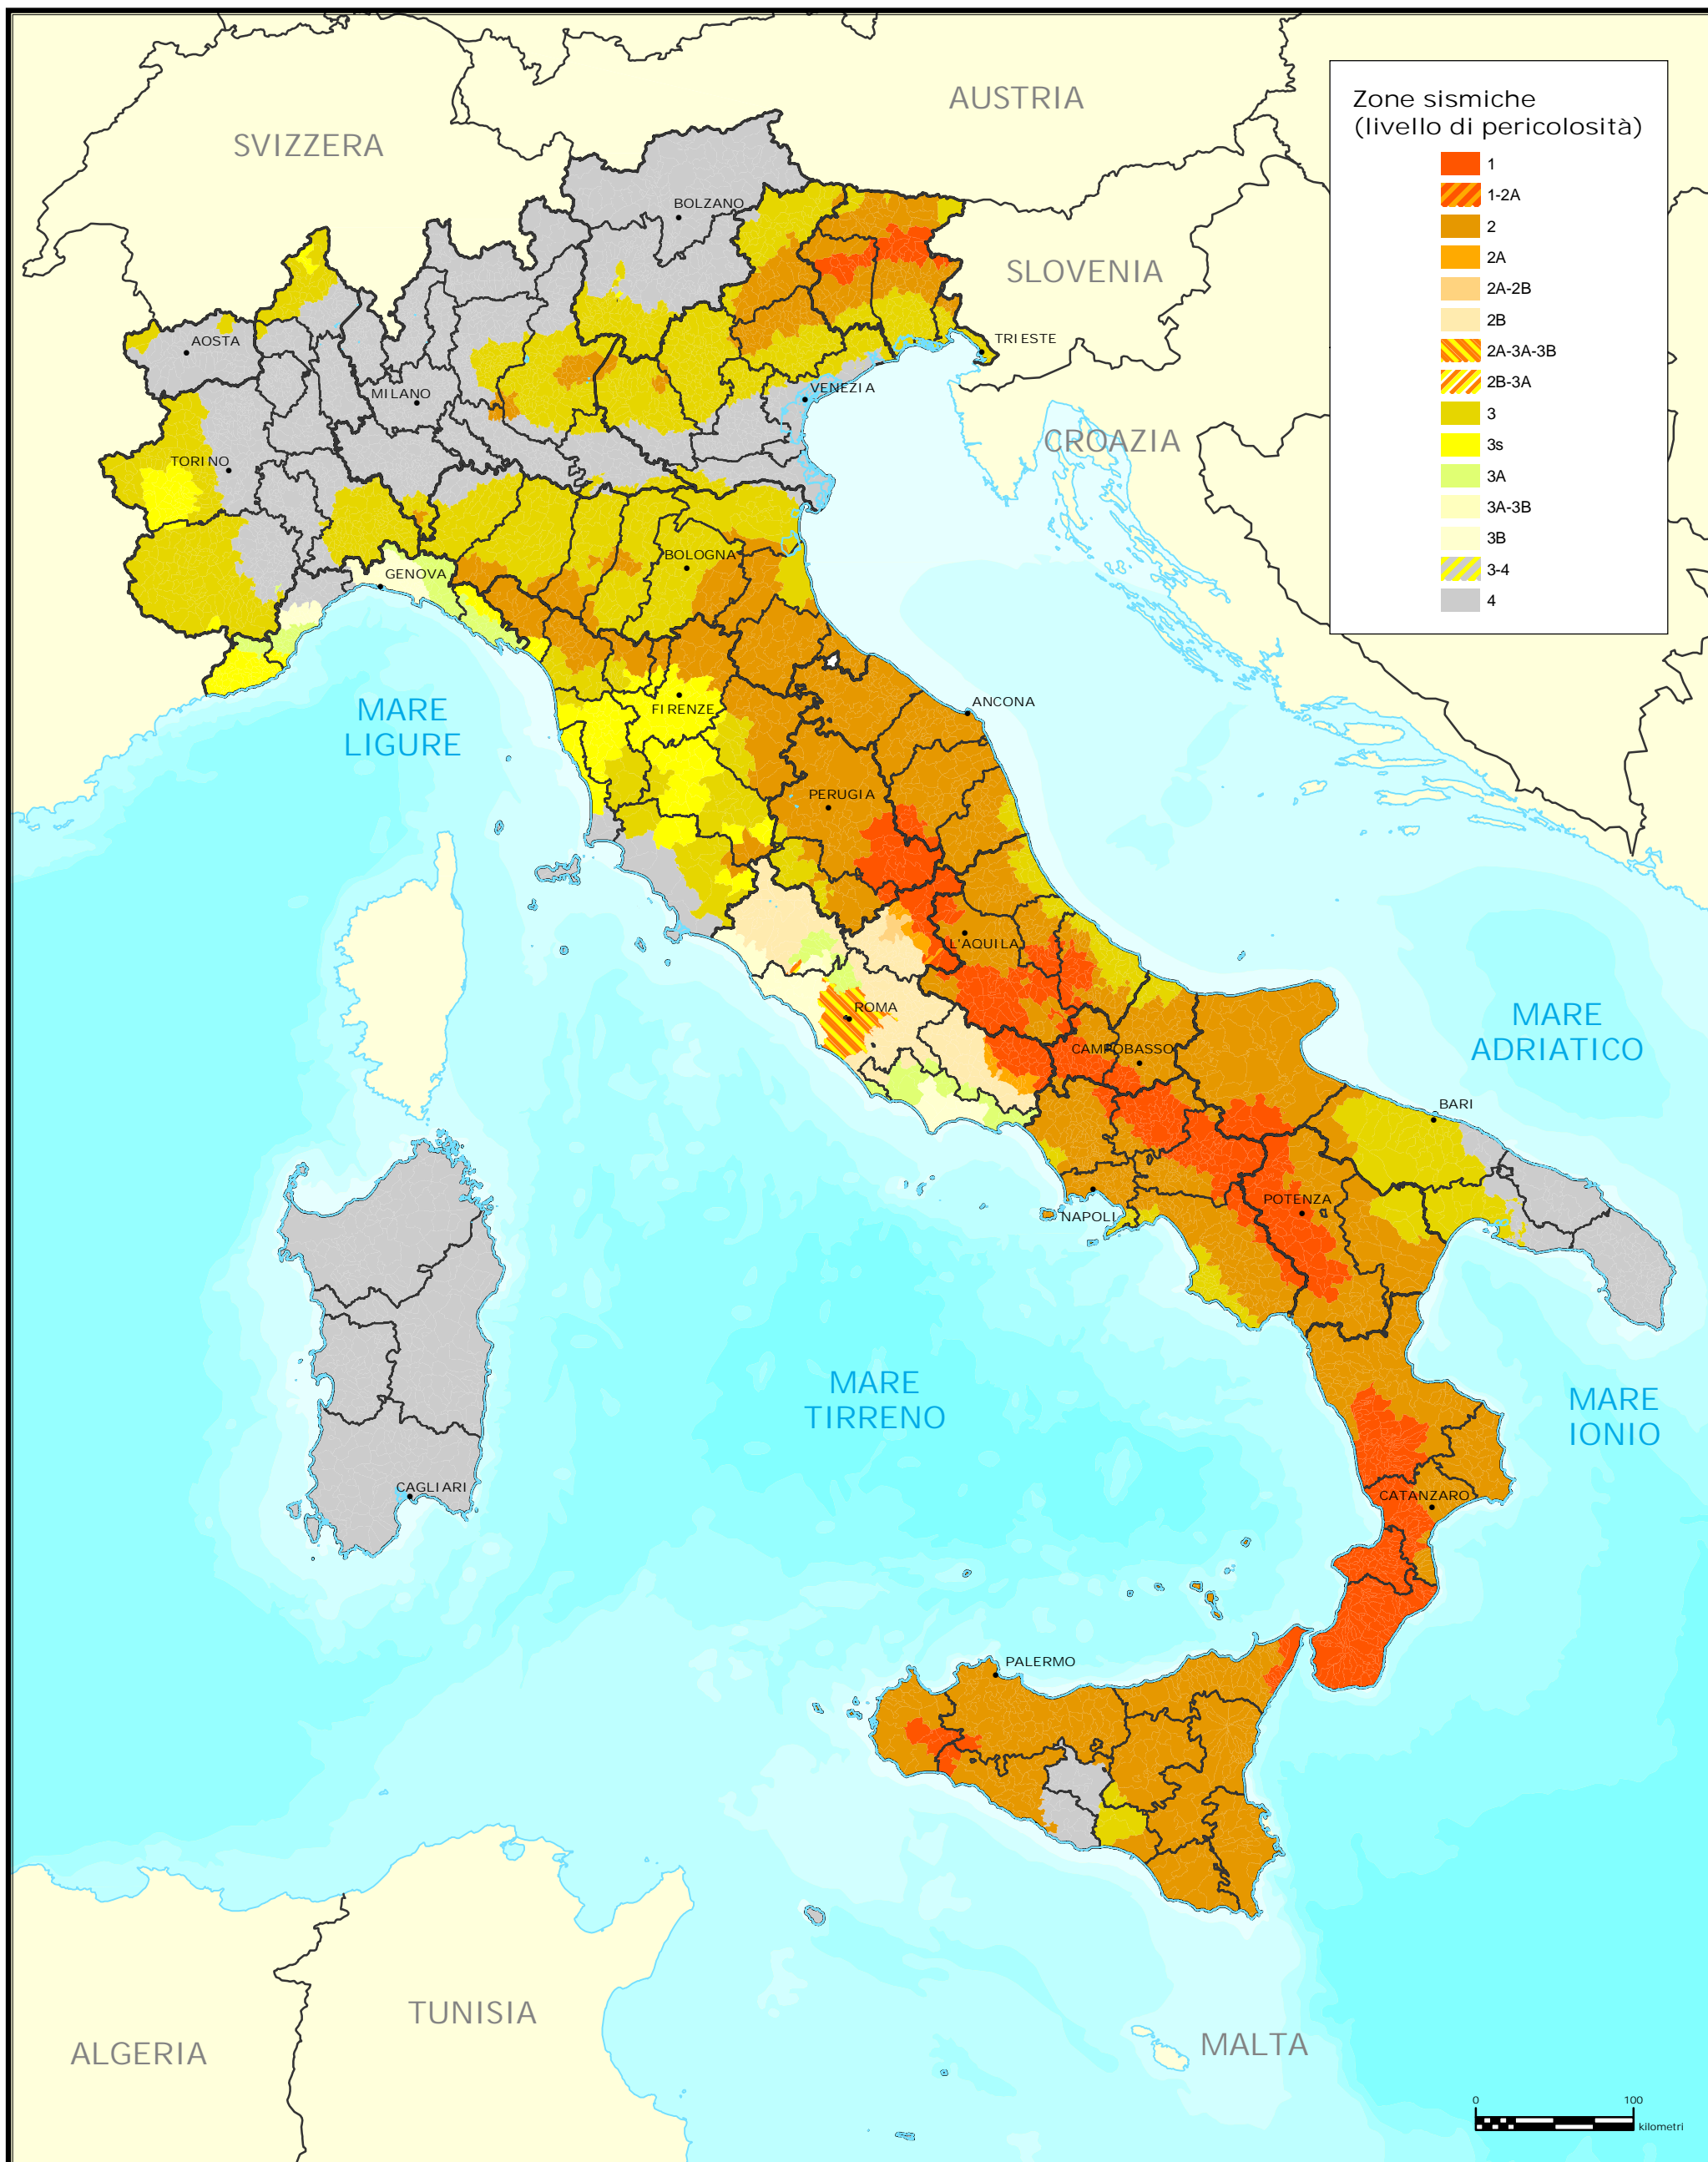 AUSTRIA
SVIZZERA
Zone sismiche
(livello di pericolosità)
1
1-2A
2
2A
2A-2B
2B
2A-3A-3B
2B-3A
3
3s
3A
3A-3B
3B
3-4
4
BOLZANO
SLOVENIA
AOSTA
TRIESTE
MILANO
VENEZIA
CROAZIA
TORINO
BOLOGNA
GENOVA
MARE
LIGURE
FIRENZE
ANCONA
PERUGIA
L'AQUILA
ROMA
MARE
ADRIATICO
CAMPOBASSO
BARI
POTENZA
NAPOLI
MARE
TIRRENO
MARE
IONIO
CAGLIARI
CATANZARO
PALERMO
TUNISIA
ALGERIA
MALTA
0 100
kilometri